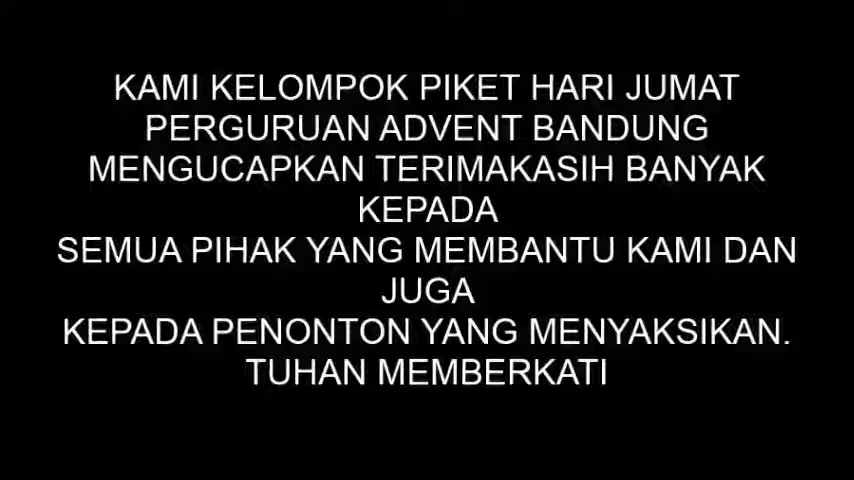 KAMI KELOMPOK PIKET HARI JUMAT
PERGURUAN ADVENT BANDUNG
MENGUCAPKAN TERIMAKASIH BANYAK
KEPADA
SEMUA PIHAK YANG MEMBANTU KAMI DAN
JUGA
KEPADA PENONTON YANG MENYAKSIKAN.
TUHAN MEMBERKATI